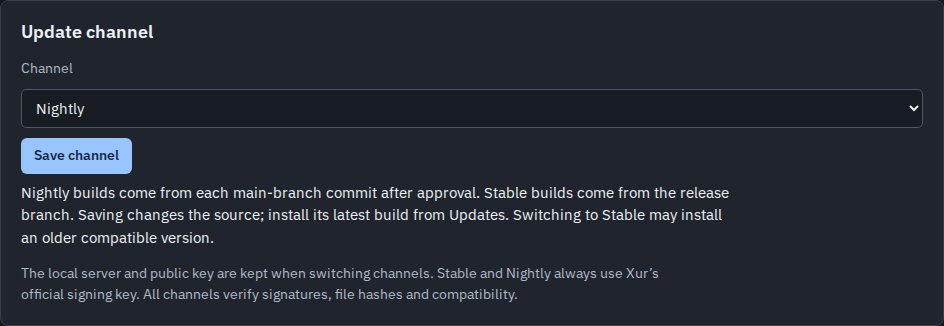 Update channel
Channel
Nightly
Save channel
Nightly builds come from each main-branch commit after approval. Stable builds come from the release
branch. Saving changes the source; install its latest build from Updates. Switching to Stable may install
an older compatible version.
The local server and public key are kept when switching channels. Stable and Nightly always use Xur’s
official signing key. All channels verify signatures, file hashes and compatibility.